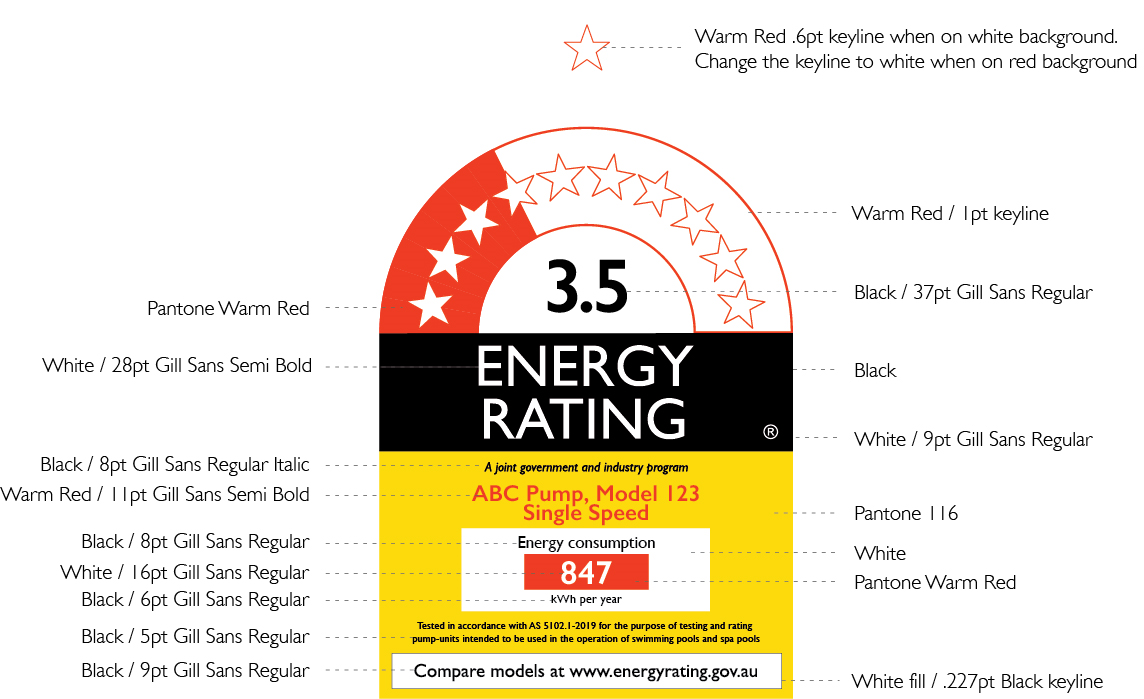 Warm Red .6pt keyline when on white background.
Change the keyline to white when on red background
Warm Red / 1pt keyline
3.5
Black / 37pt Gill Sans Regular
Pantone Warm Red
White / 28pt Gill Sans Semi Bold
ENERGY
RATING
®
Black
White / 9pt Gill Sans Regular
Black / 8pt Gill Sans Regular Italic
A joint government and industry program
Warm Red / 11pt Gill Sans Semi Bold
ABC Pump, Model 123
Single Speed
Pantone 116
Black / 8pt Gill Sans Regular
Energy consumption
White
White / 16pt Gill Sans Regular
847
Pantone Warm Red
Black / 6pt Gill Sans Regular
kWh per year
Tested in accordance with AS 5102.1-2019 for the purpose of testing and rating
pump-units intended to be used in the operation of swimming pools and spa pools
Black / 5pt Gill Sans Regular
Black / 9pt Gill Sans Regular
Compare models at www.energyrating.gov.au
White fill / .227pt Black keyline